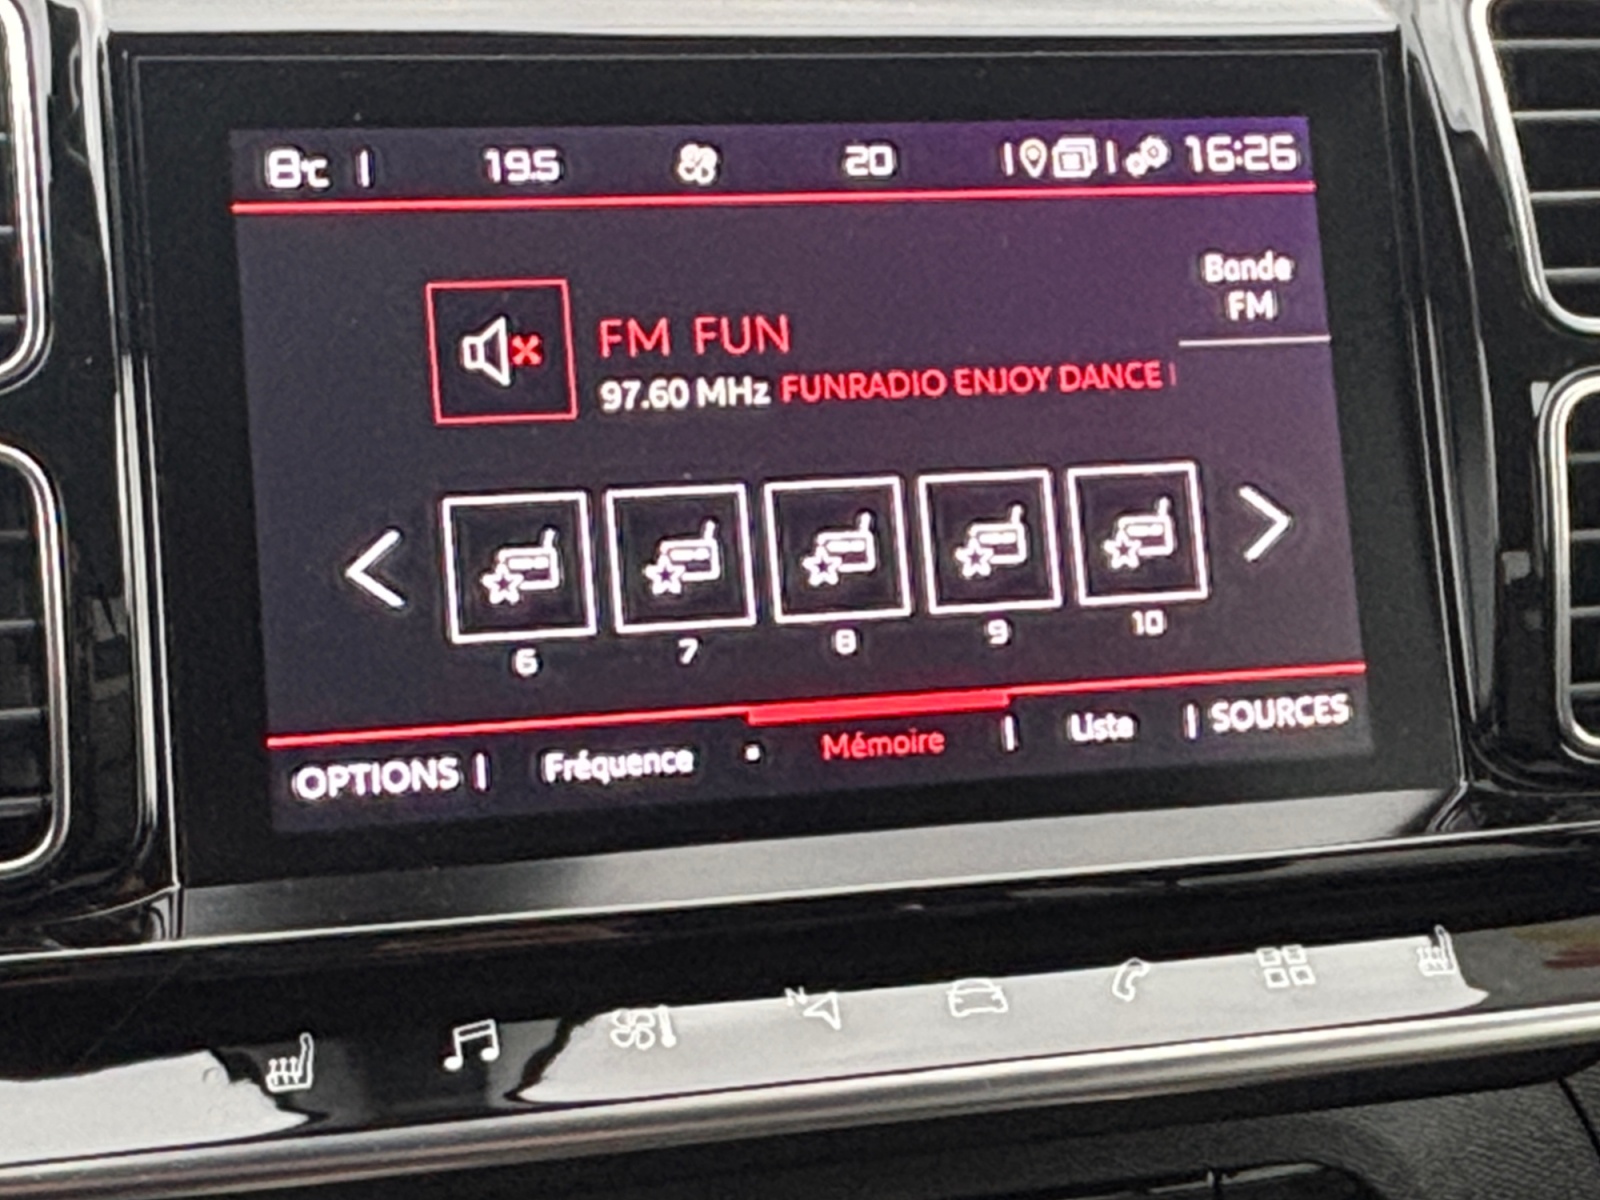 8°C | 19.5 20 | | 16:26
Bande
FM
FM FUN
97.60 MHz FUNRADIO ENJOY DANCE
6 7 8 9 10
OPTIONS | Fréquence • Mémoire | Liste | SOURCES
N